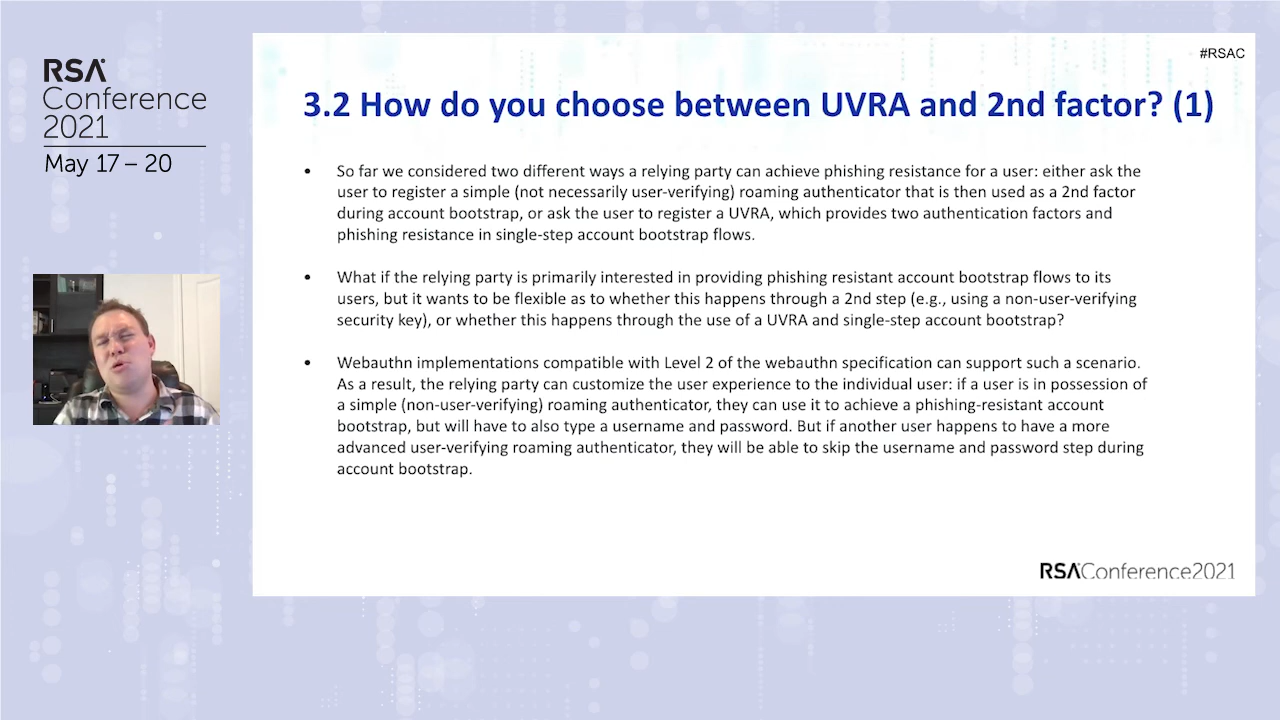 RSA
Conference
2021
May 17 – 20
#RSAC
3.2 How do you choose between UVRA and 2nd factor? (1)
• So far we considered two different ways a relying party can achieve phishing resistance for a user: either ask the
user to register a simple (not necessarily user-verifying) roaming authenticator that is then used as a 2nd factor
during account bootstrap, or ask the user to register a UVRA, which provides two authentication factors and
phishing resistance in single-step account bootstrap flows.
• What if the relying party is primarily interested in providing phishing resistant account bootstrap flows to its
users, but it wants to be flexible as to whether this happens through a 2nd step (e.g., using a non-user-verifying
security key), or whether this happens through the use of a UVRA and single-step account bootstrap?
• Webauthn implementations compatible with Level 2 of the webauthn specification can support such a scenario.
As a result, the relying party can customize the user experience to the individual user: if a user is in possession of
a simple (non-user-verifying) roaming authenticator, they can use it to achieve a phishing-resistant account
bootstrap, but will have to also type a username and password. But if another user happens to have a more
advanced user-verifying roaming authenticator, they will be able to skip the username and password step during
account bootstrap.
RSAConference2021